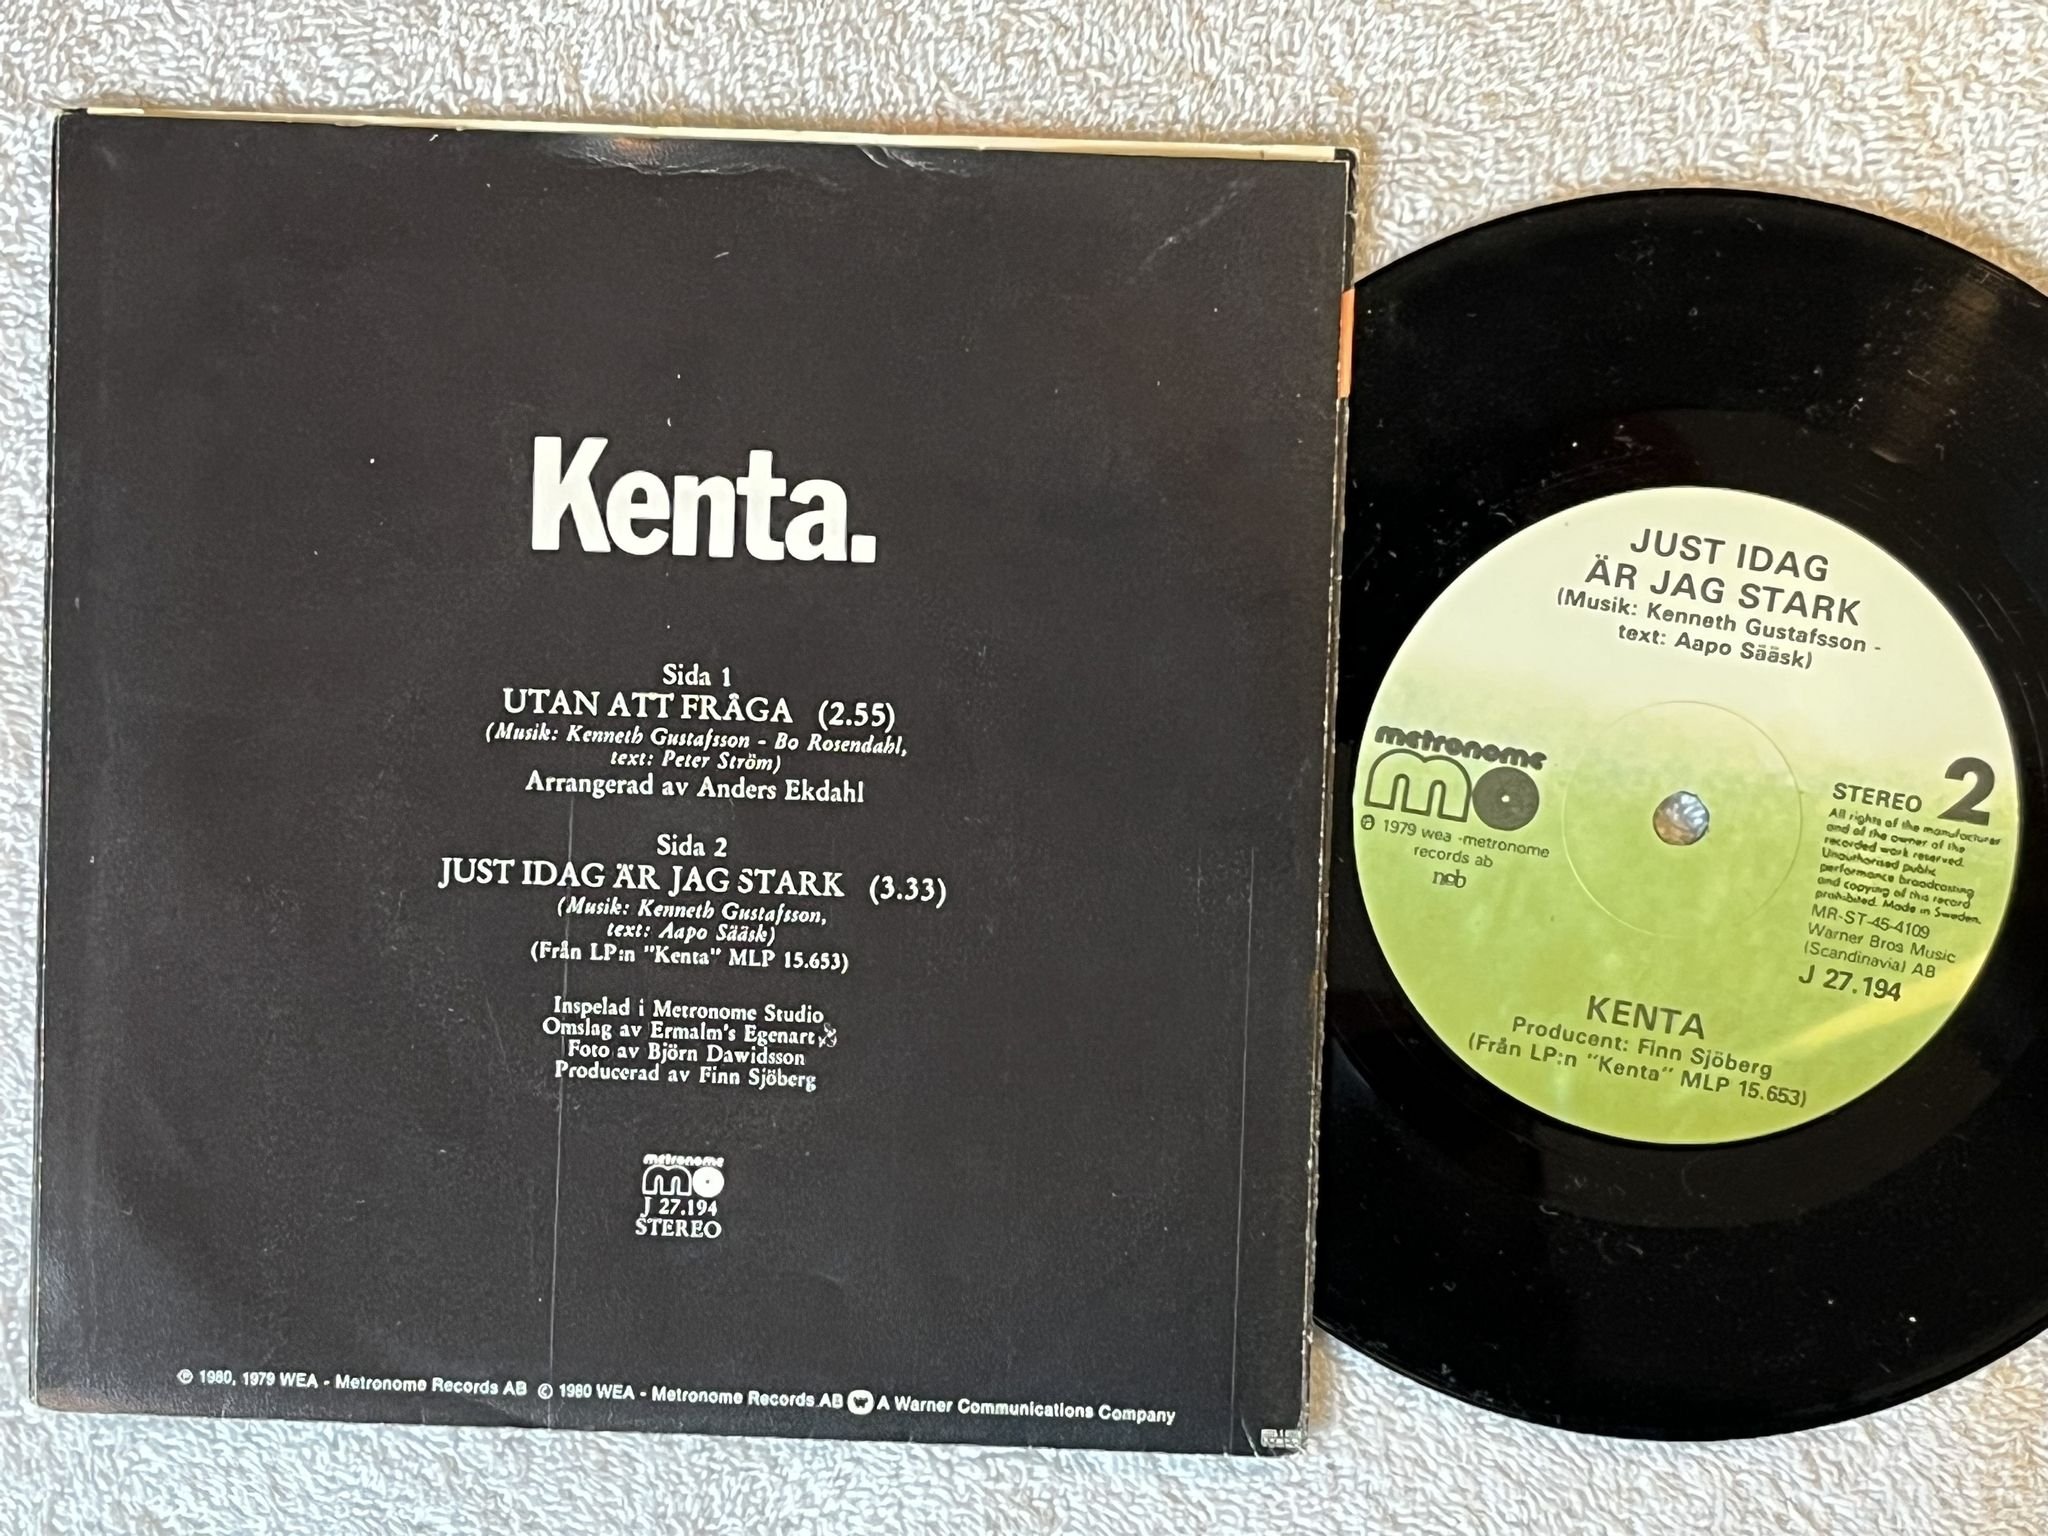 Kenta.
Sida 1
UTAN ATT FRÅGA (2.55)
(Musik: Kenneth Gustafsson - Bo Rosendahl,
text: Peter Ström)
Arrangerad av Anders Ekdahl
Sida 2
JUST IDAG ÄR JAG STARK (3.33)
(Musik: Kenneth Gustafsson,
text: Aapo Sääsk)
(Från LP:n "Kenta" MLP 15.653)
Inspelad i Metronome Studio
Omslag av Ermalm's Egenart
Foto av Björn Dawidsson
Producerad av Finn Sjöberg
metronome
J 27.194
STEREO
℗ 1980, 1979 WEA - Metronome Records AB © 1980 WEA - Metronome Records AB A Warner Communications Company
JUST IDAG
ÄR JAG STARK
(Musik: Kenneth Gustafsson -
text: Aapo Sääsk)
metronome
℗ 1979 wea -metronome
records ab
ncb
STEREO 2
All rights of the manufacturer
and of the owner of the
recorded work reserved.
Unauthorised public
performance broadcasting
and copying of this record
prohibited. Made in Sweden.
MR-ST-45-4109
Warner Bros Music
(Scandinavia) AB
J 27.194
KENTA
Producent: Finn Sjöberg
(Från LP:n "Kenta" MLP 15.653)